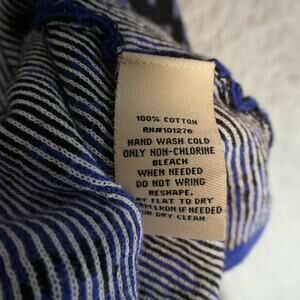 100% COTTON
RN#101276
HAND WASH COLD
ONLY NON-CHLORINE
BLEACH
WHEN NEEDED
DO NOT WRING
RESHAPE,
FLAT TO DRY
IRON IF NEEDED
DRY CLEAN